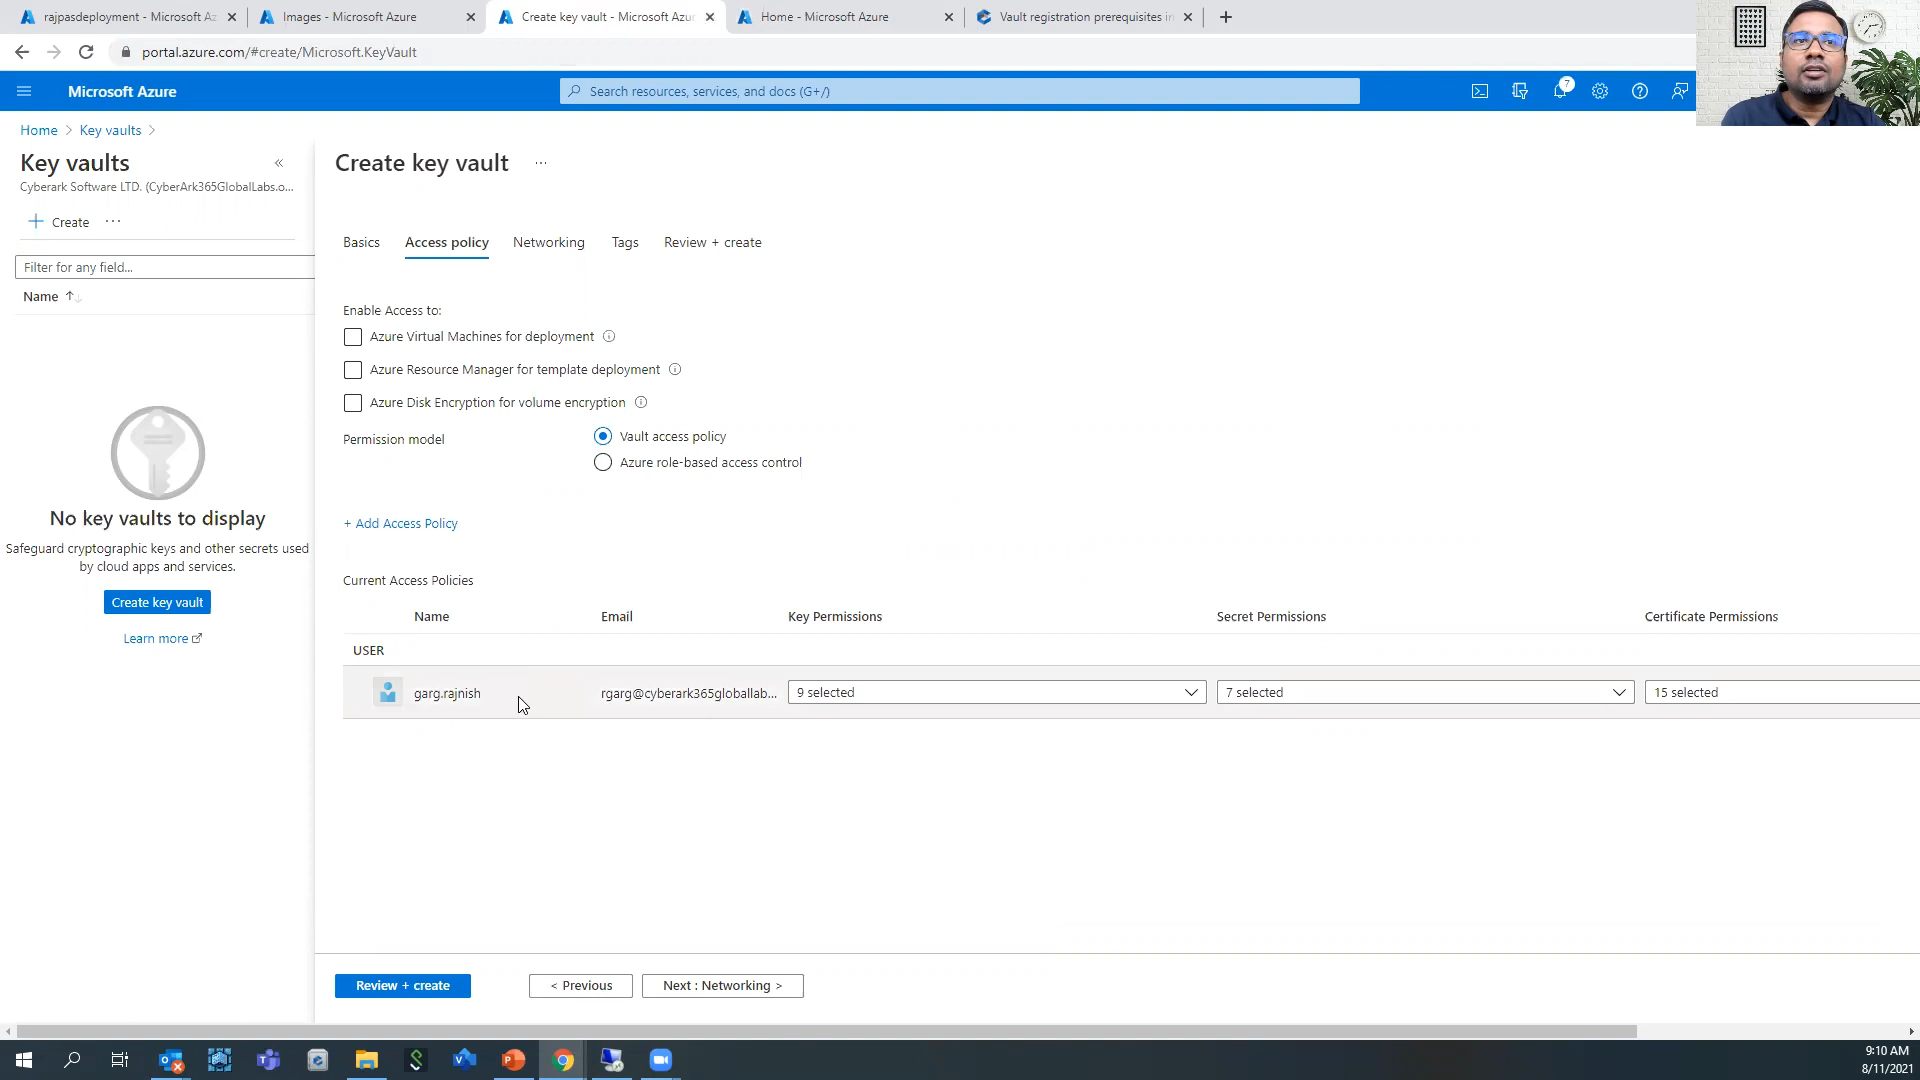 rajpasdeployment - Microsoft Az
Images - Microsoft Azure
Create key vault - Microsoft Azu
Home - Microsoft Azure
Vault registration prerequisites in
portal.azure.com/#create/Microsoft.KeyVault
Microsoft Azure
Search resources, services, and docs (G+/)
7
Home > Key vaults >
Key vaults «
Cyberark Software LTD. (CyberArk365GlobalLabs.o...
+ Create ...
Filter for any field...
Name ↑↓
No key vaults to display
Safeguard cryptographic keys and other secrets used
by cloud apps and services.
Create key vault
Learn more
Create key vault ...
Basics Access policy Networking Tags Review + create
Enable Access to:
Azure Virtual Machines for deployment
Azure Resource Manager for template deployment
Azure Disk Encryption for volume encryption
Permission model
Vault access policy
Azure role-based access control
+ Add Access Policy
Current Access Policies
Name Email Key Permissions Secret Permissions Certificate Permissions
USER
garg.rajnish rgarg@cyberark365globallab... 9 selected 7 selected 15 selected
Review + create < Previous Next : Networking >
9:10 AM
8/11/2021